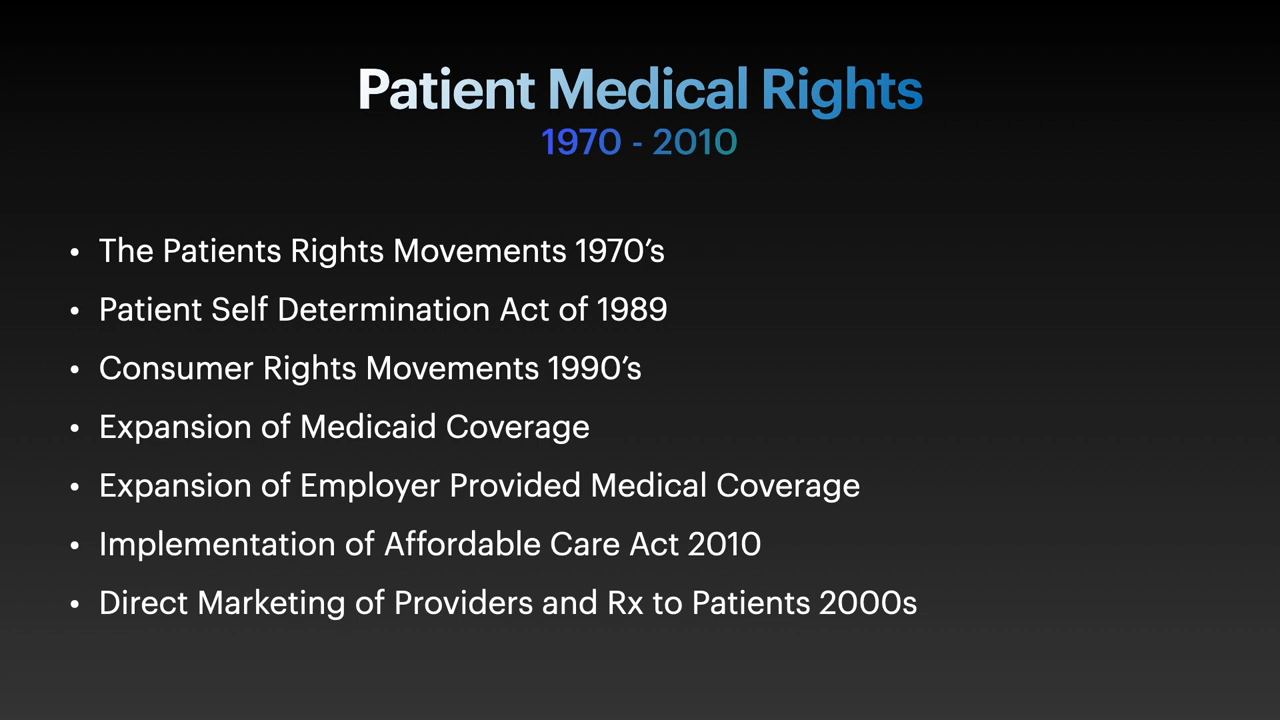 Patient Medical Rights
1970 - 2010
• The Patients Rights Movements 1970’s
• Patient Self Determination Act of 1989
• Consumer Rights Movements 1990’s
• Expansion of Medicaid Coverage
• Expansion of Employer Provided Medical Coverage
• Implementation of Affordable Care Act 2010
• Direct Marketing of Providers and Rx to Patients 2000s